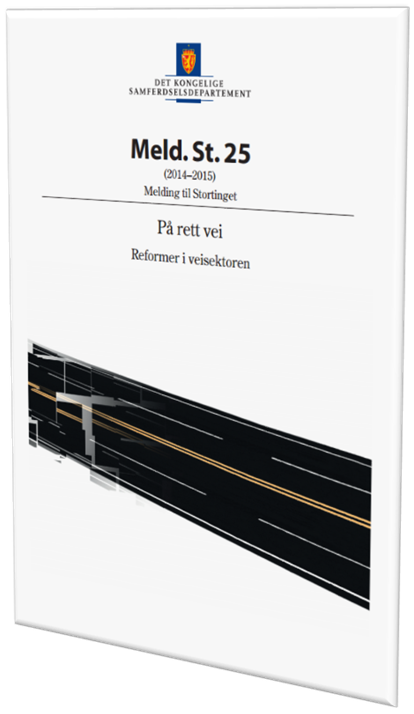 DET KONGELIGE
SAMFERDSELSDEPARTEMENT
Meld. St. 25
(2014–2015)
Melding til Stortinget
På rett vei
Reformer i veisektoren